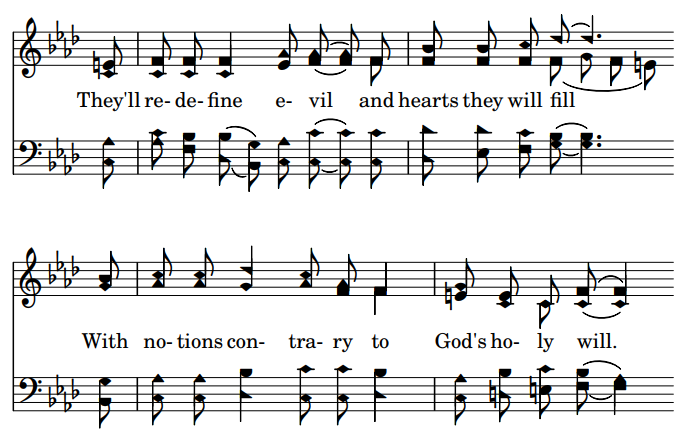 They'll re- de- fine e- vil and hearts they will fill
With no- tions con- tra- ry to God's ho- ly will.